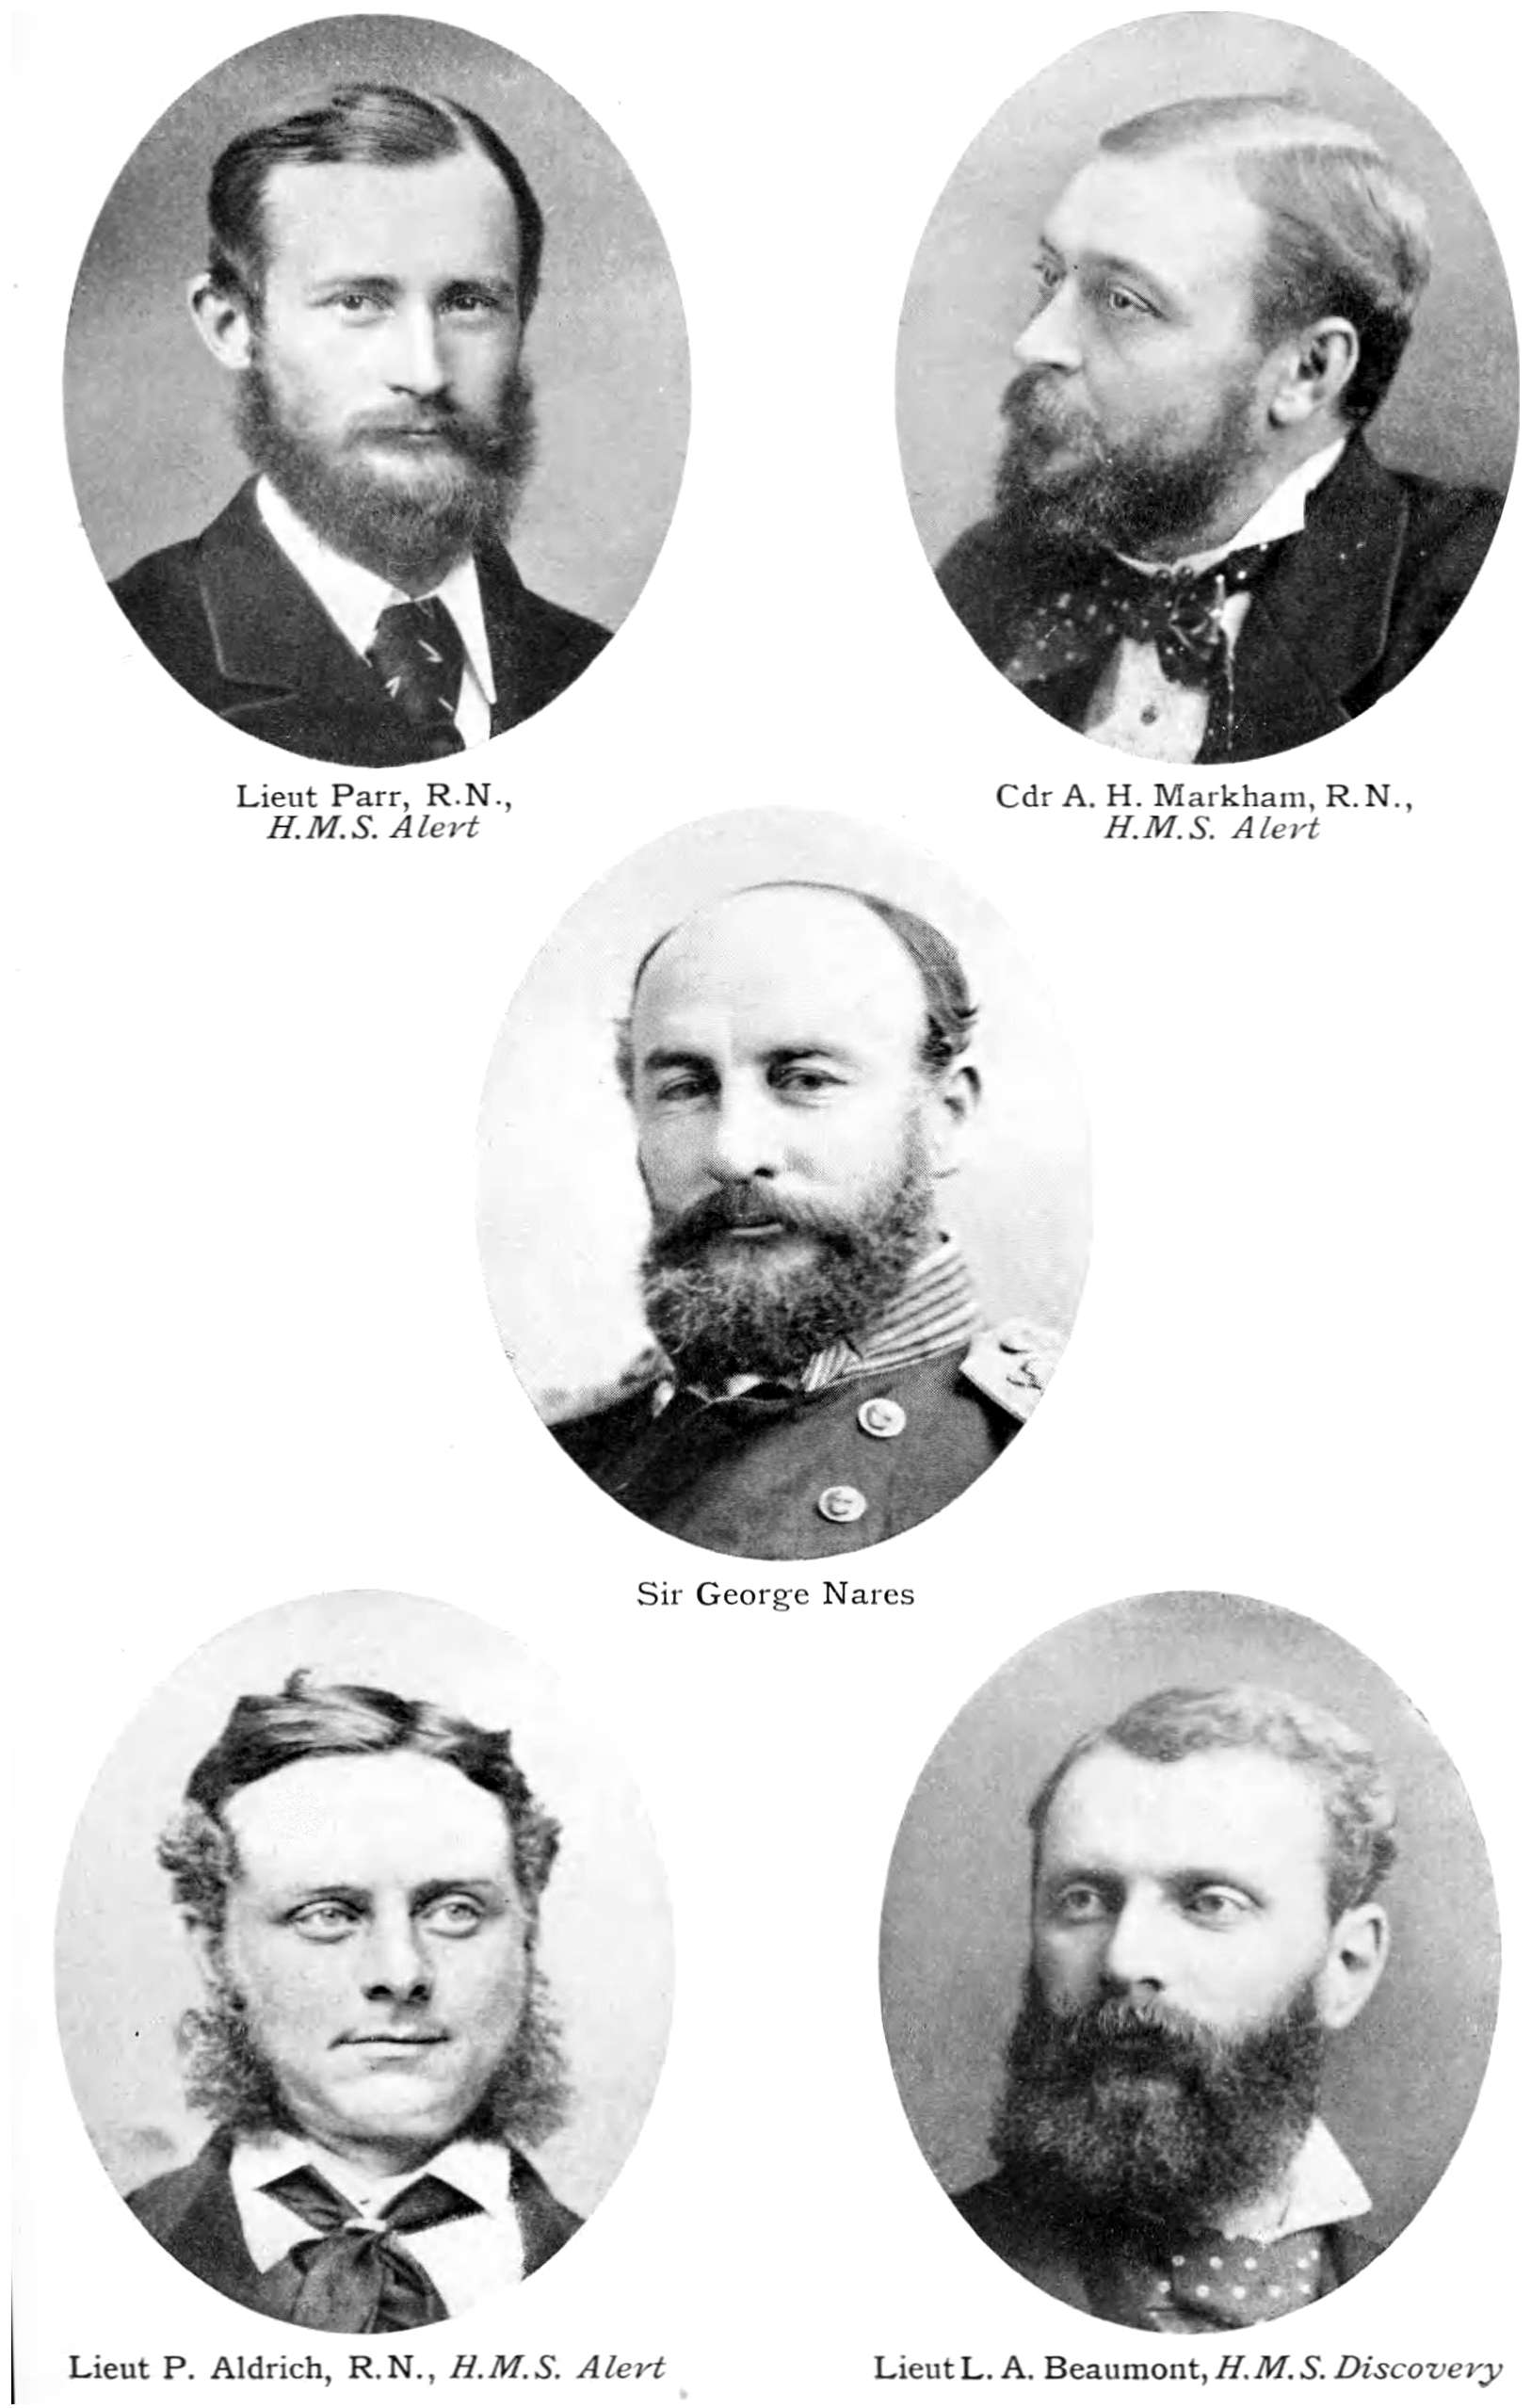 Lieut Parr, R.N.,
H.M.S. Alert
Cdr A. H. Markham, R.N.,
H.M.S. Alert
Sir George Nares
Lieut P. Aldrich, R.N., H.M.S. Alert
Lieut L. A. Beaumont, H.M.S. Discovery